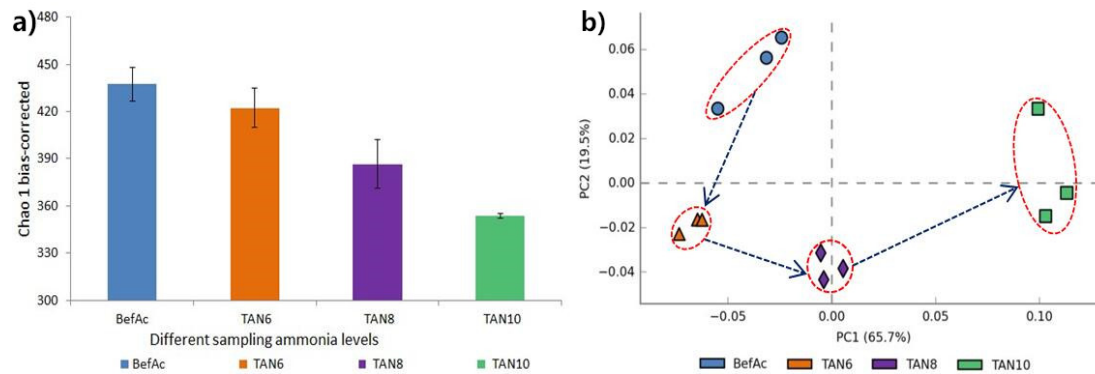 a)
Chao 1 bias-corrected
480
450
420
390
360
330
300
BefAc TAN6 TAN8 TAN10
Different sampling ammonia levels
BefAc TAN6 TAN8 TAN10
b)
PC2 (19.5%)
0.06
0.04
0.02
0.00
−0.02
−0.04
−0.05 0.00 0.05 0.10
PC1 (65.7%)
BefAc TAN6 TAN8 TAN10